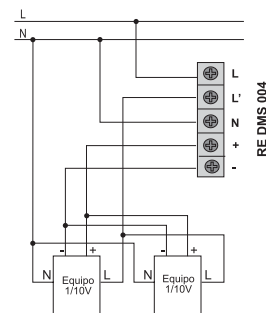 L
N
L
L'
N
+
-
RE DMS 004
- +
- +
N Equipo 1/10V L
N Equipo 1/10V L